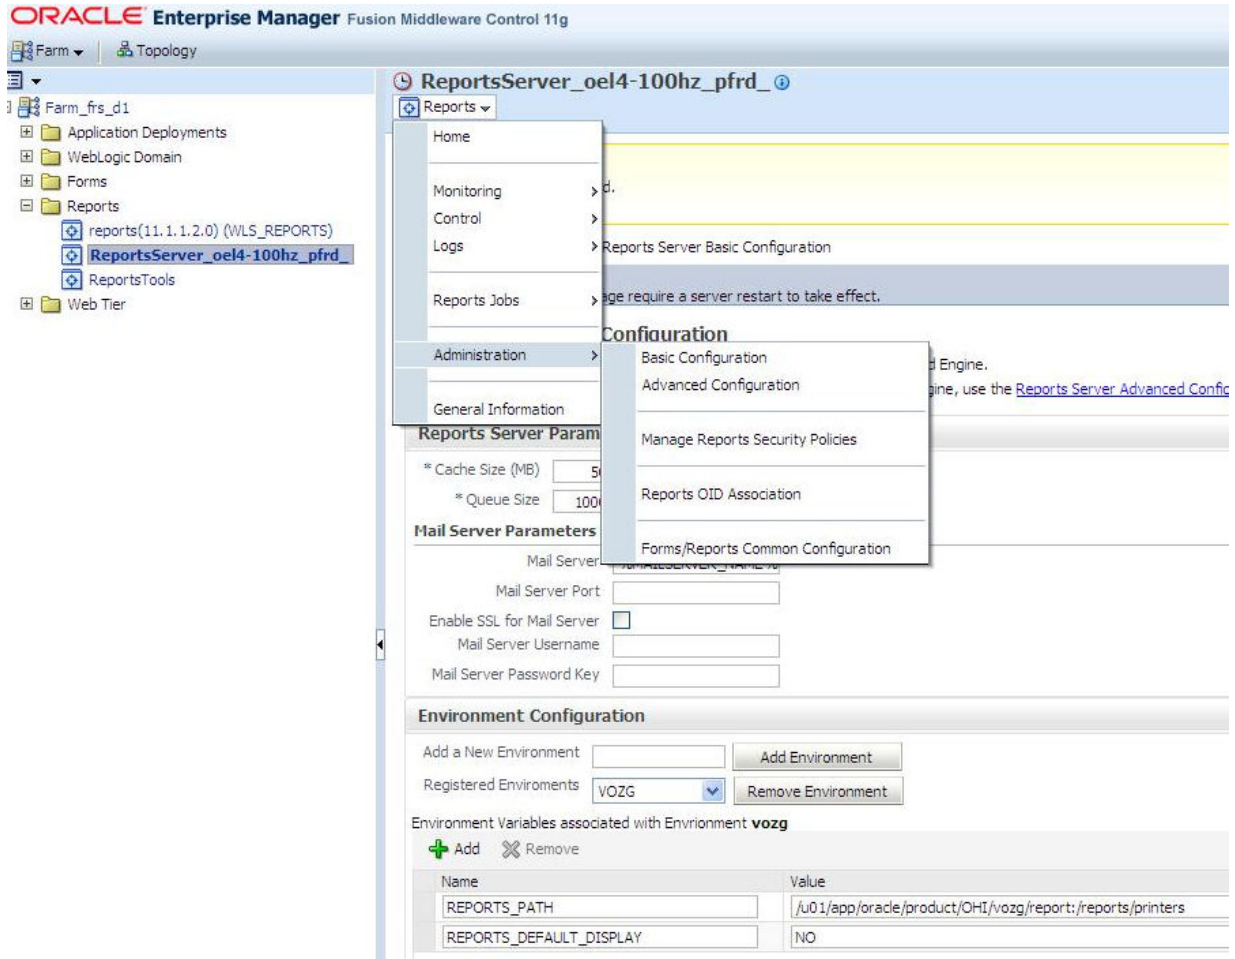 ORACLE Enterprise Manager Fusion Middleware Control 11g
Farm
Topology
Farm_frs_d1
Application Deployments
WebLogic Domain
Forms
Reports
reports(11.1.1.2.0) (WLS_REPORTS)
ReportsServer_oel4-100hz_pfrd_
ReportsTools
Web Tier
ReportsServer_oel4-100hz_pfrd_
Reports
Home
Monitoring
Control
Logs
Reports Jobs
Administration
General Information
d.
Reports Server Basic Configuration
age require a server restart to take effect.
Configuration
Basic Configuration
Advanced Configuration
Manage Reports Security Policies
Reports OID Association
Forms/Reports Common Configuration
d Engine.
gine, use the Reports Server Advanced Confic
Reports Server Param
* Cache Size (MB)
* Queue Size 100
Mail Server Parameters
Mail Server %MAILSERVER_NAME%
Mail Server Port
Enable SSL for Mail Server
Mail Server Username
Mail Server Password Key
Environment Configuration
Add a New Environment Add Environment
Registered Enviroments VOZG Remove Environment
Environment Variables associated with Envrionment vozg
Add Remove
Name Value
REPORTS_PATH /u01/app/oracle/product/OHI/vozg/report:/reports/printers
REPORTS_DEFAULT_DISPLAY NO